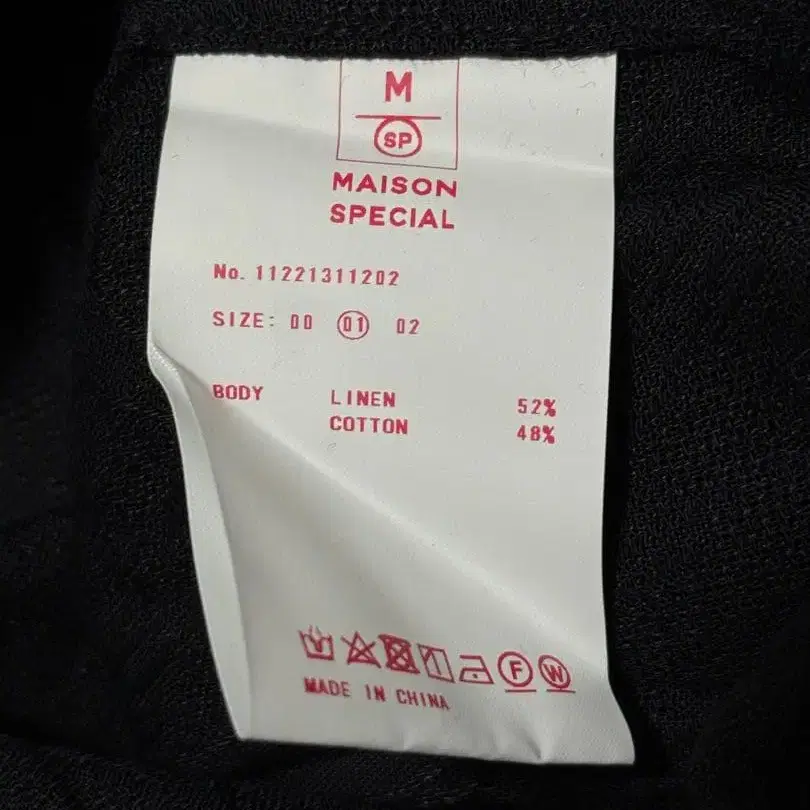 M
SP
MAISON
SPECIAL
No. 11221311202
SIZE: 00 01 02
BODY LINEN 52%
COTTON 48%
F W
MADE IN CHINA